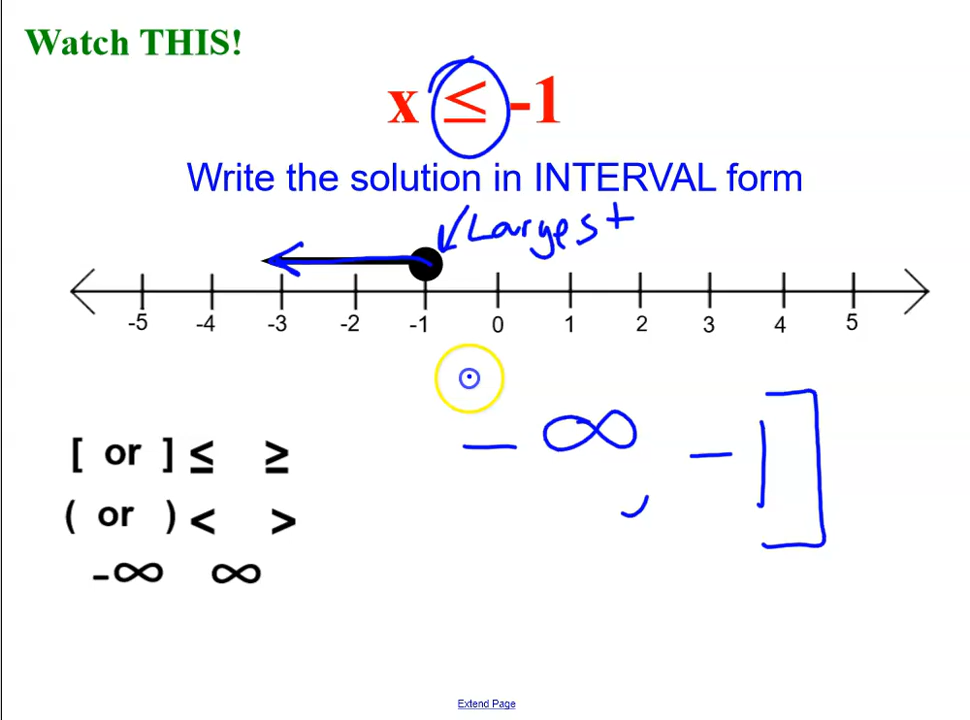 Watch THIS!
x ≤ -1
Write the solution in INTERVAL form
Largest
-5 -4 -3 -2 -1 0 1 2 3 4 5
- ∞ , -1]
[ or ] ≤ ≥
( or ) < >
-∞ ∞
Extend Page